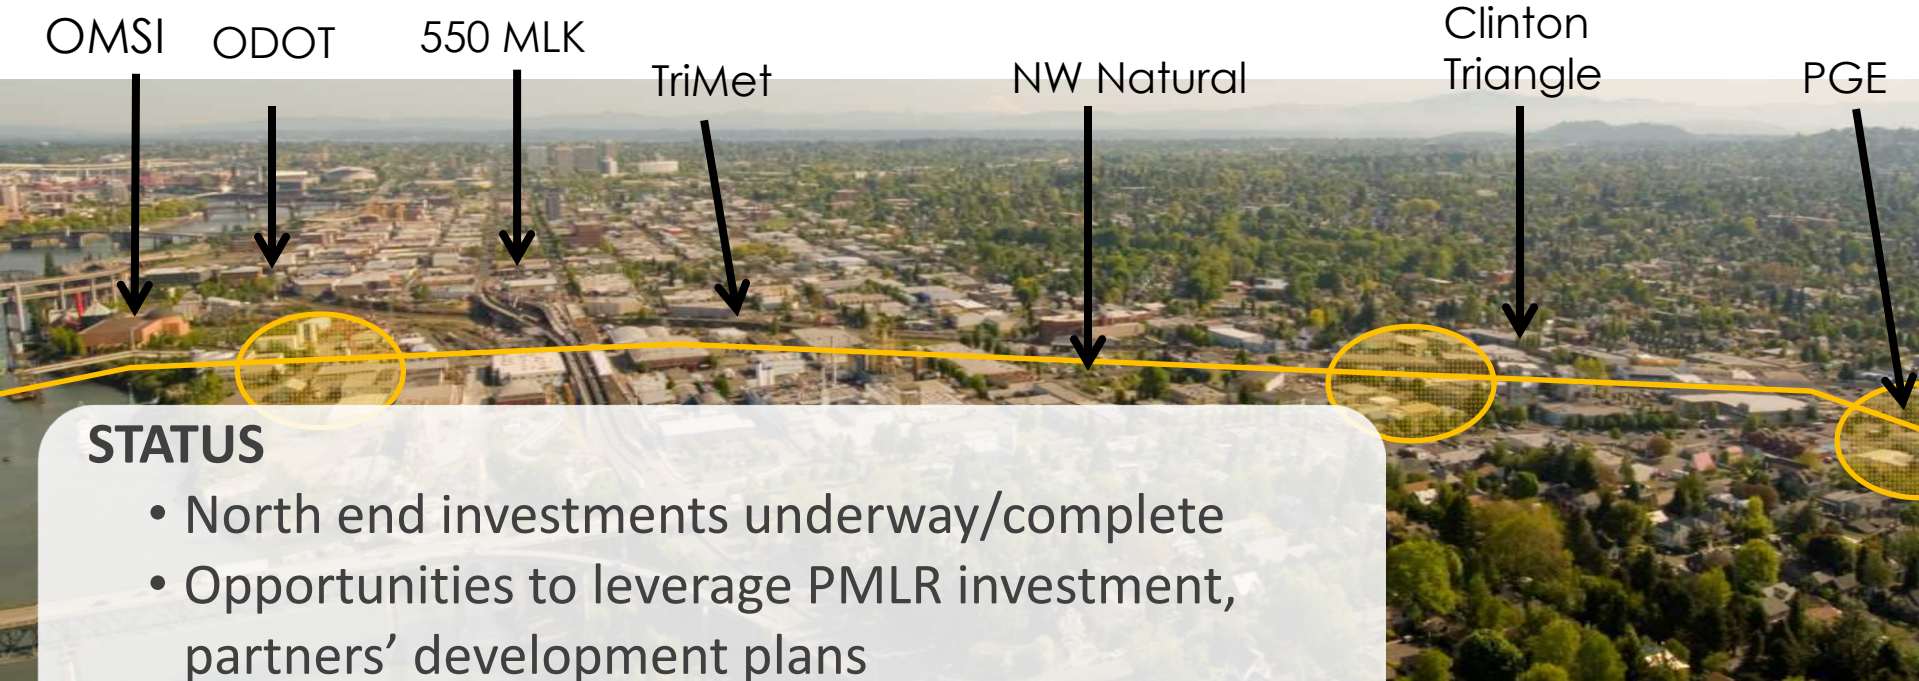 OMSI
ODOT
550 MLK
TriMet
NW Natural
Clinton
Triangle
PGE
STATUS
• North end investments underway/complete
• Opportunities to leverage PMLR investment,
partners’ development plans